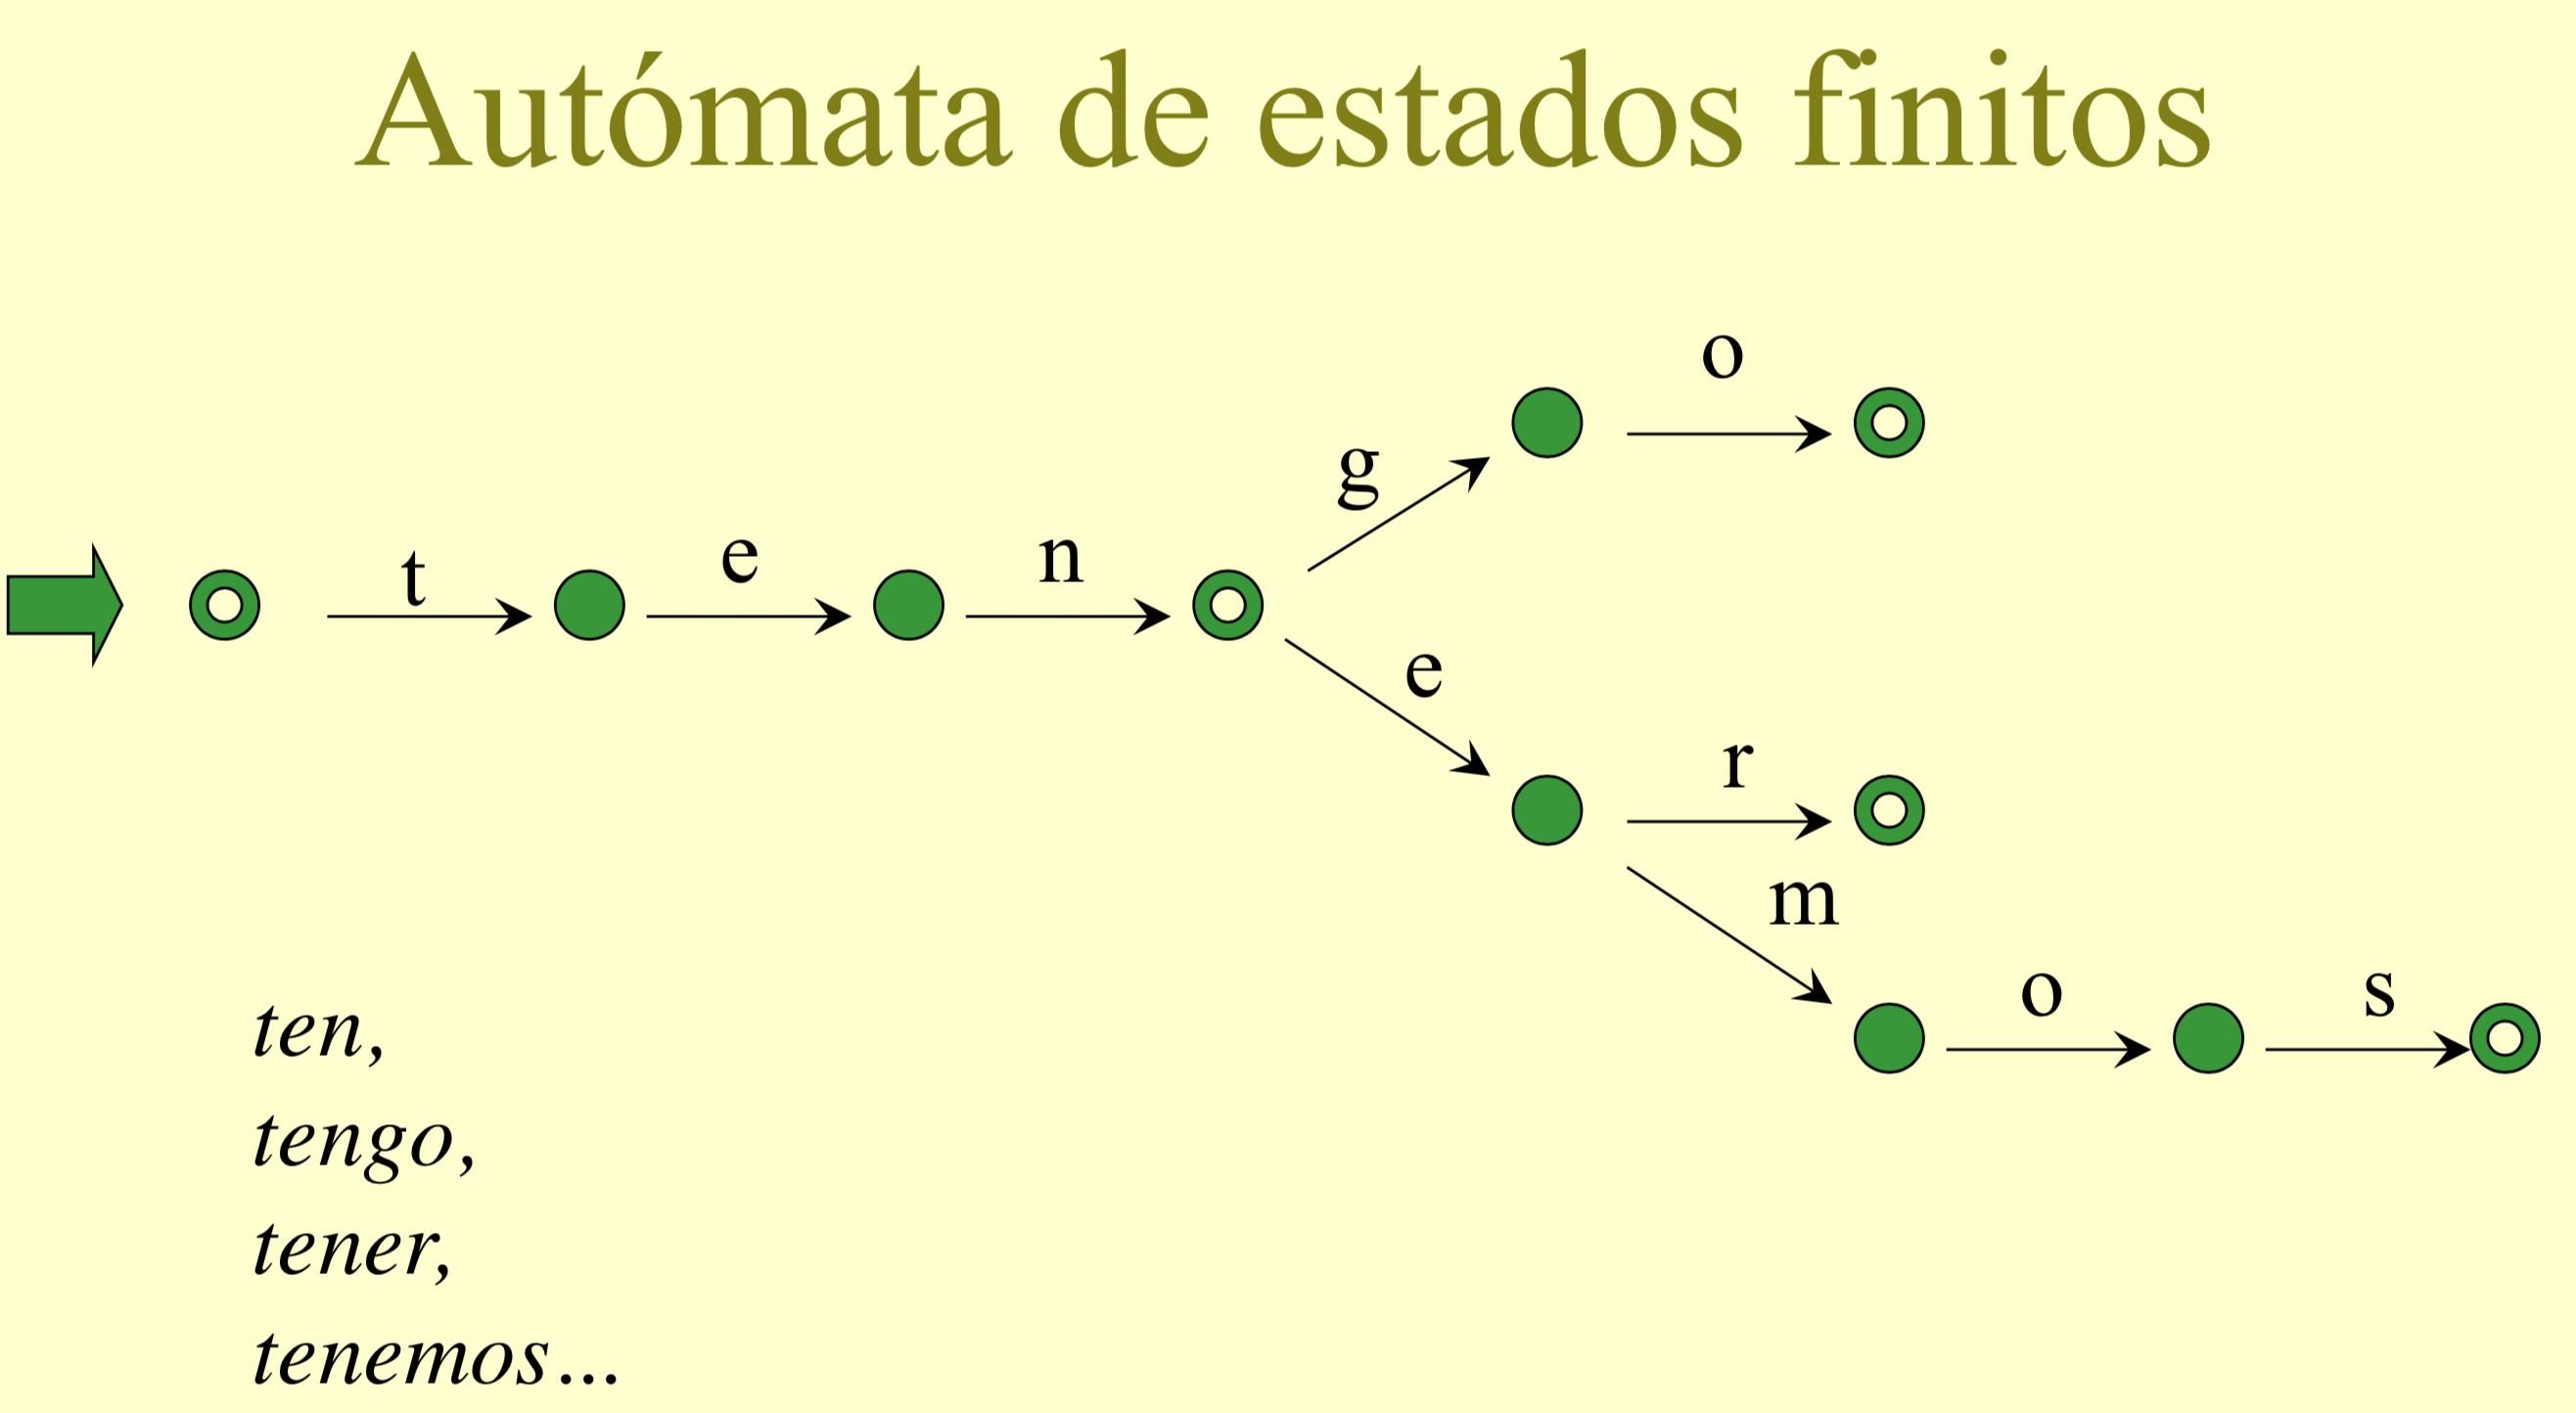 Autómata de estados finitos
o
g
t e n
e
r
m
o s
ten,
tengo,
tener,
tenemos...